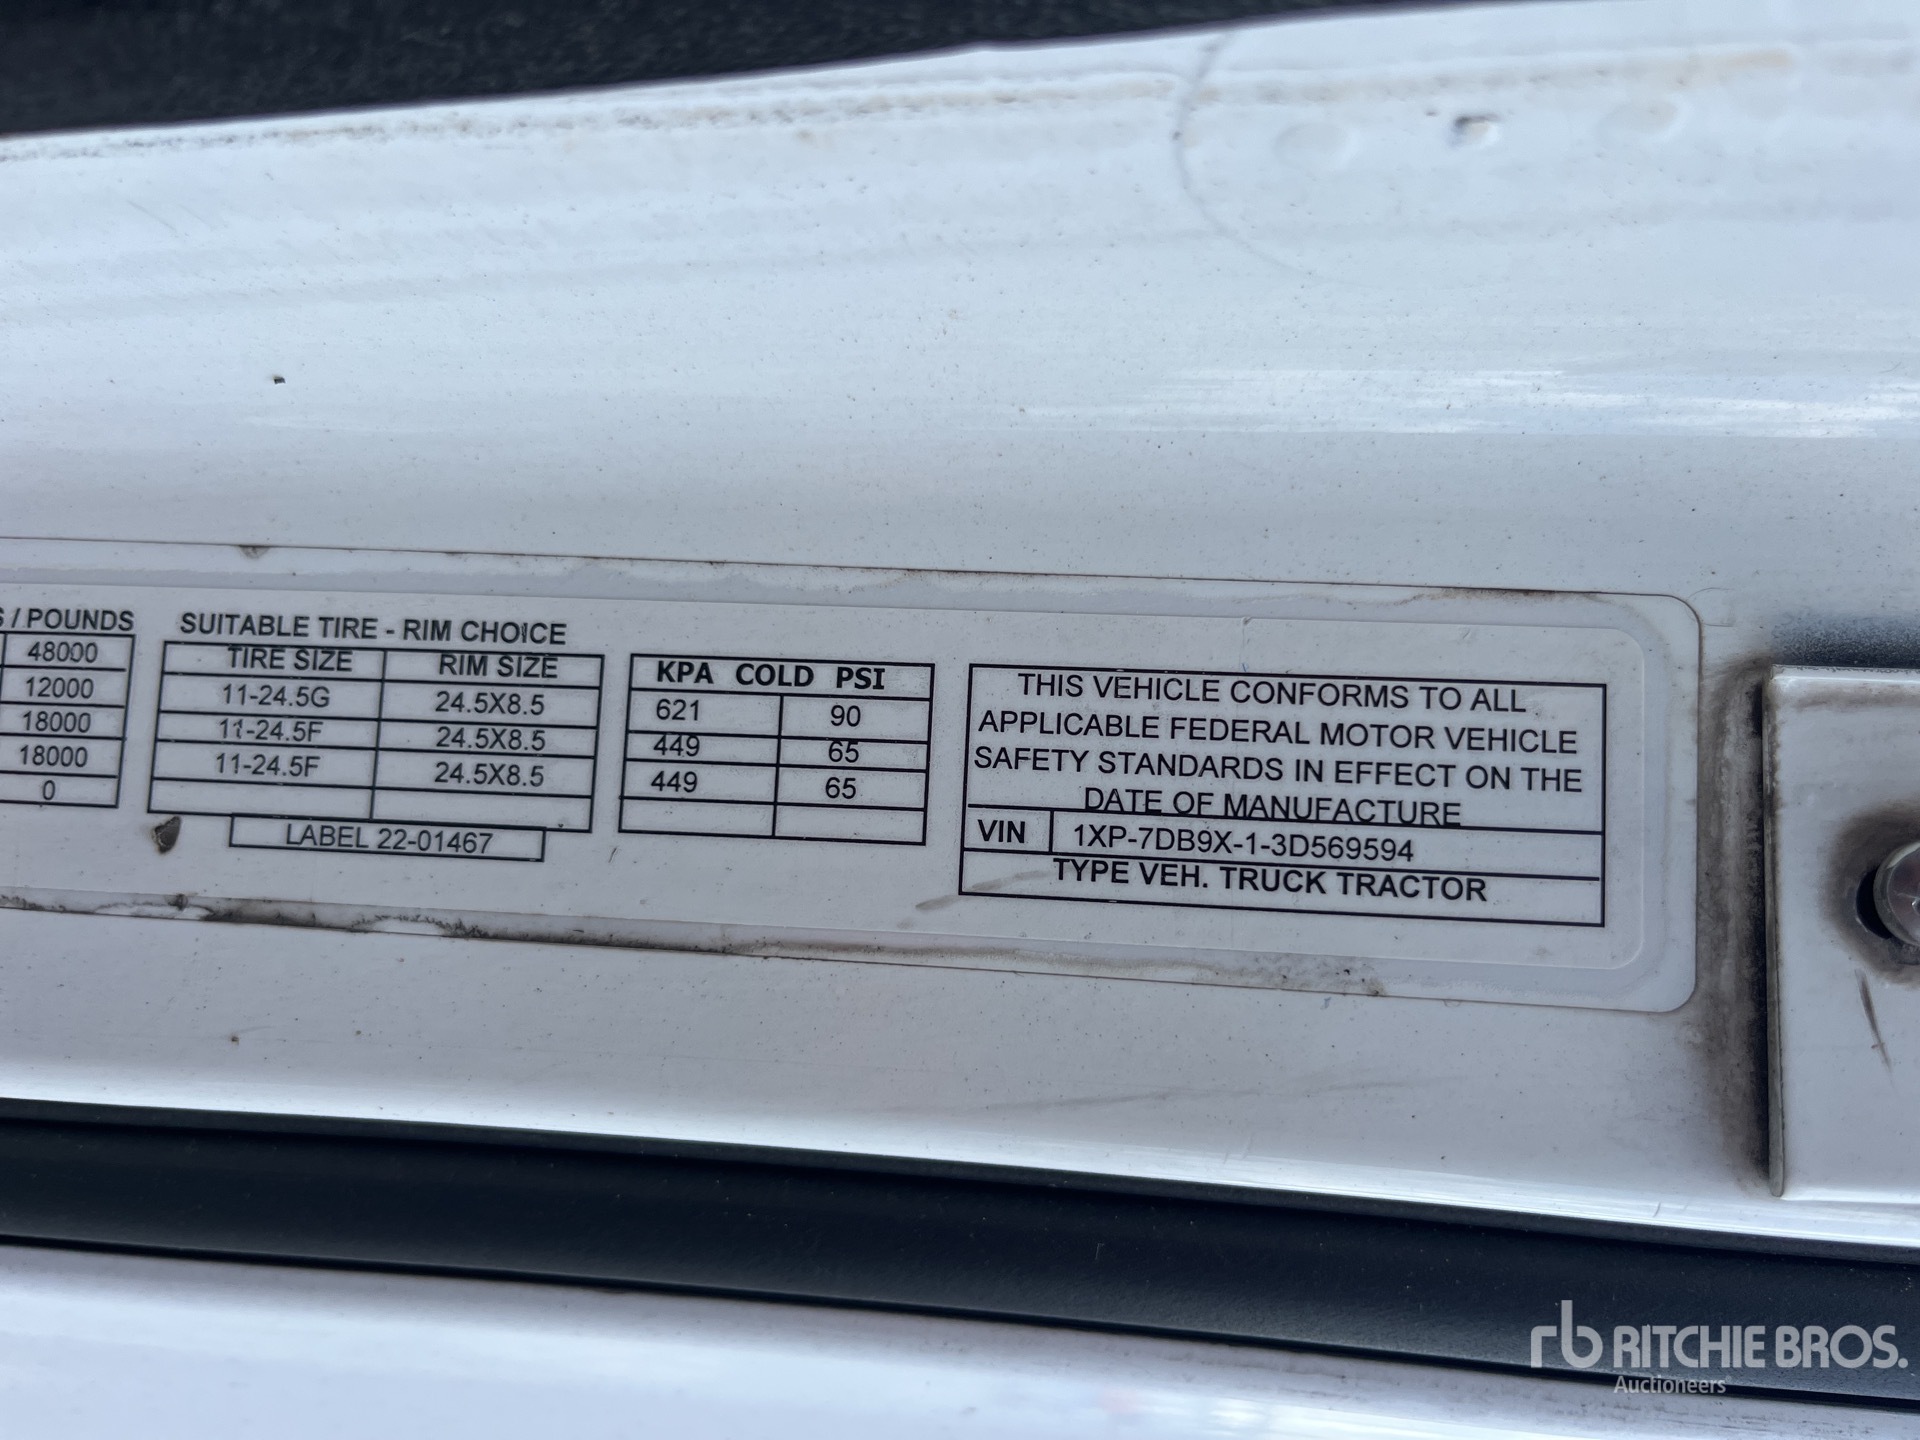 / POUNDS
48000
12000
18000
18000
0
SUITABLE TIRE - RIM CHOICE
TIRE SIZE RIM SIZE
11-24.5G 24.5X8.5
11-24.5F 24.5X8.5
11-24.5F 24.5X8.5
LABEL 22-01467
KPA COLD PSI
621 90
449 65
449 65
THIS VEHICLE CONFORMS TO ALL
APPLICABLE FEDERAL MOTOR VEHICLE
SAFETY STANDARDS IN EFFECT ON THE
DATE OF MANUFACTURE
VIN 1XP-7DB9X-1-3D569594
TYPE VEH. TRUCK TRACTOR
rb RITCHIE BROS.
Auctioneers